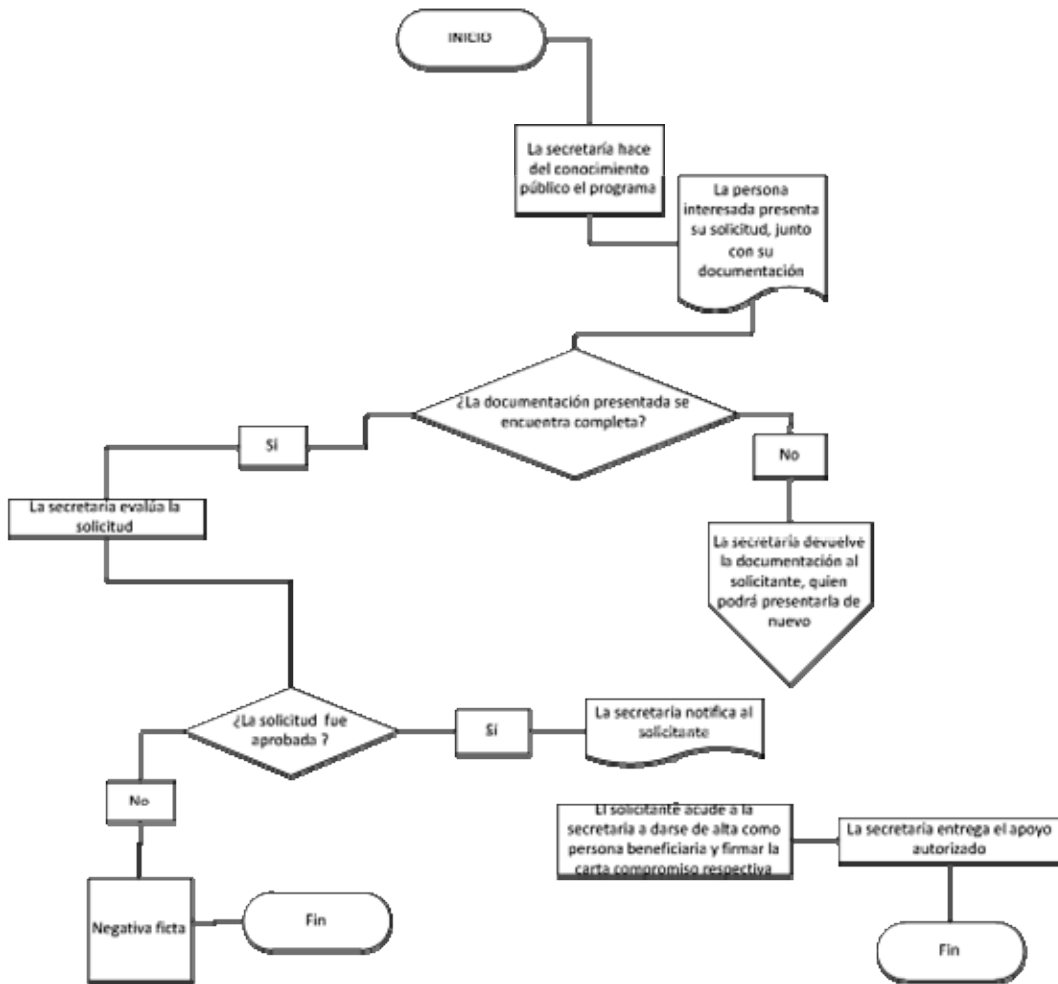 INICIO
La secretaría hace
del conocimiento
público el programa
La persona
interesada presenta
su solicitud, junto
con su
documentación
¿La documentación presentada se
encuentra completa?
Sí
No
La secretaría evalúa la
solicitud
La secretaría devuelve
la documentación al
solicitante, quien
podrá presentarla de
nuevo
¿La solicitud fue
aprobada ?
Sí
La secretaría notifica al
solicitante
No
El solicitante acude a la
secretaría a darse de alta como
persona beneficiaria y firmar la
carta compromiso respectiva
La secretaría entrega el apoyo
autorizado
Negativa ficta
Fin
Fin